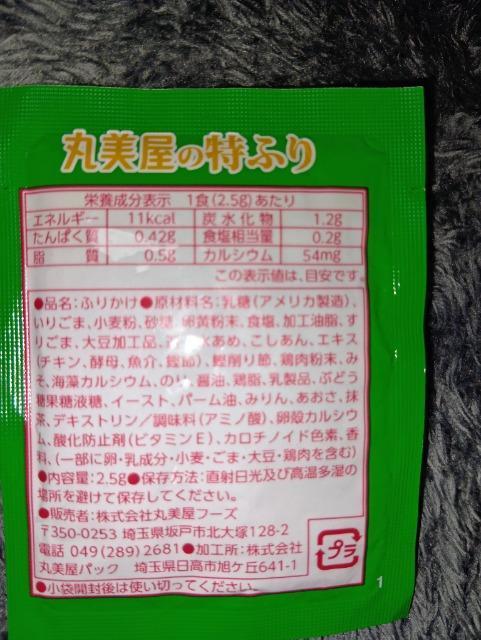 丸美屋の特ふり
栄養成分表示 1食(2.5g)あたり
エネルギー 11kcal 炭水化物 1.2g
たんぱく質 0.42g 食塩相当量 0.2g
脂質 0.5g カルシウム 54mg
この表示値は、目安です。
●品名:ふりかけ●原材料名:乳糖(アメリカ製造)、
いりごま、小麦粉、砂糖、卵黄粉末、食塩、加工油脂、す
りごま、大豆加工品、水あめ、こしあん、エキス
(チキン、酵母、魚介、鰹節)、鰹削り節、鶏肉粉末、み
そ、海藻カルシウム、のり、醤油、鶏脂、乳製品、ぶどう
糖果糖液糖、イースト、パーム油、みりん、あおさ、抹
茶、デキストリン/調味料(アミノ酸)、卵殻カルシウ
ム、酸化防止剤(ビタミンE)、カロチノイド色素、香
料、(一部に卵・乳成分・小麦・ごま・大豆・鶏肉を含む)
●内容量:2.5g●保存方法:直射日光及び高温多湿の
場所を避けて保存してください。
●販売者:株式会社丸美屋フーズ
〒350-0253 埼玉県坂戸市北大塚128-2
電話 049(289)2681●加工所:株式会社
丸美屋パック 埼玉県日高市旭ケ丘641-1
●小袋開封後は使い切ってください。
プラ
1